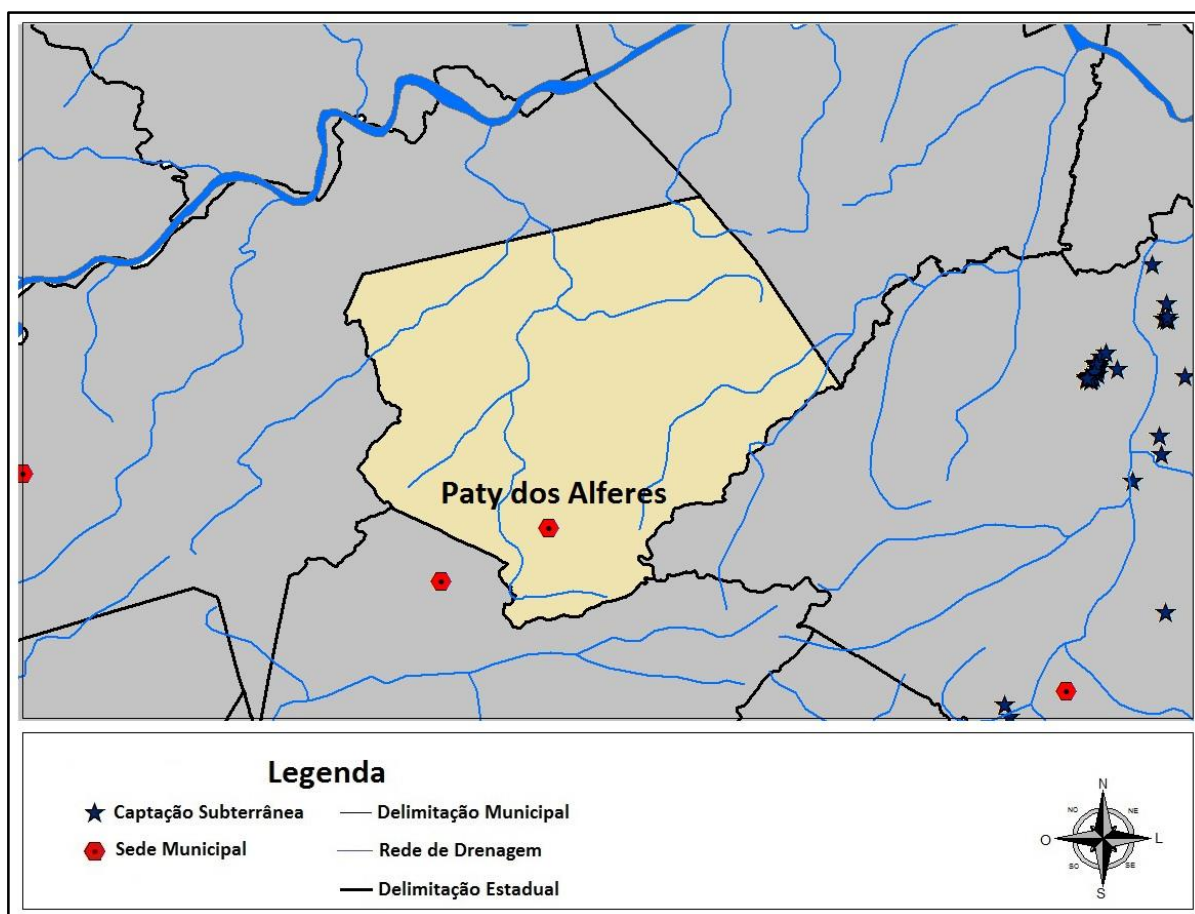 Paty dos Alferes
Legenda
Captação Subterrânea
Delimitação Municipal
Sede Municipal
Rede de Drenagem
Delimitação Estadual
N
NO
NE
O
L
SO
SE
S